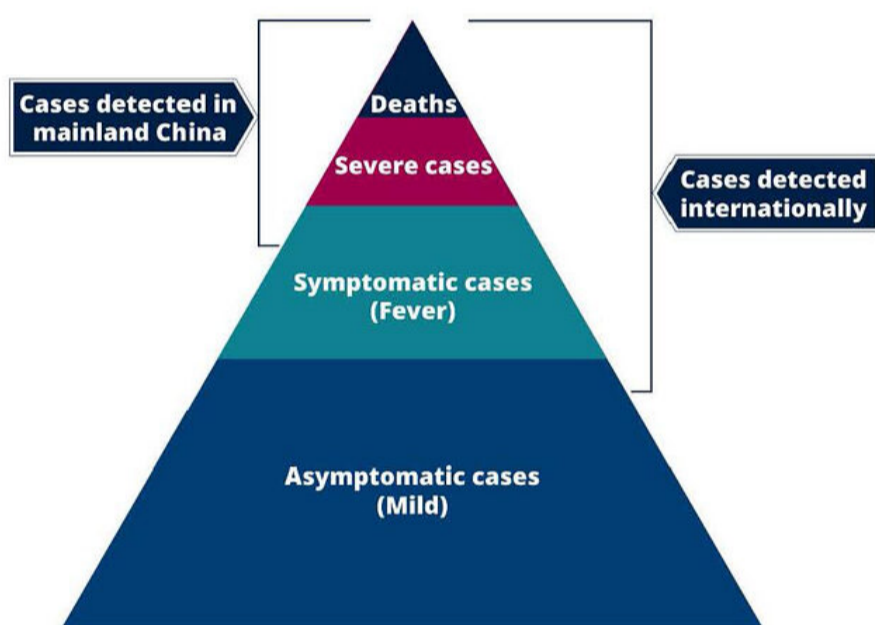 Deaths
Cases detected in
mainland China
Severe cases
Cases detected
internationally
Symptomatic cases
(Fever)
Asymptomatic cases
(Mild)